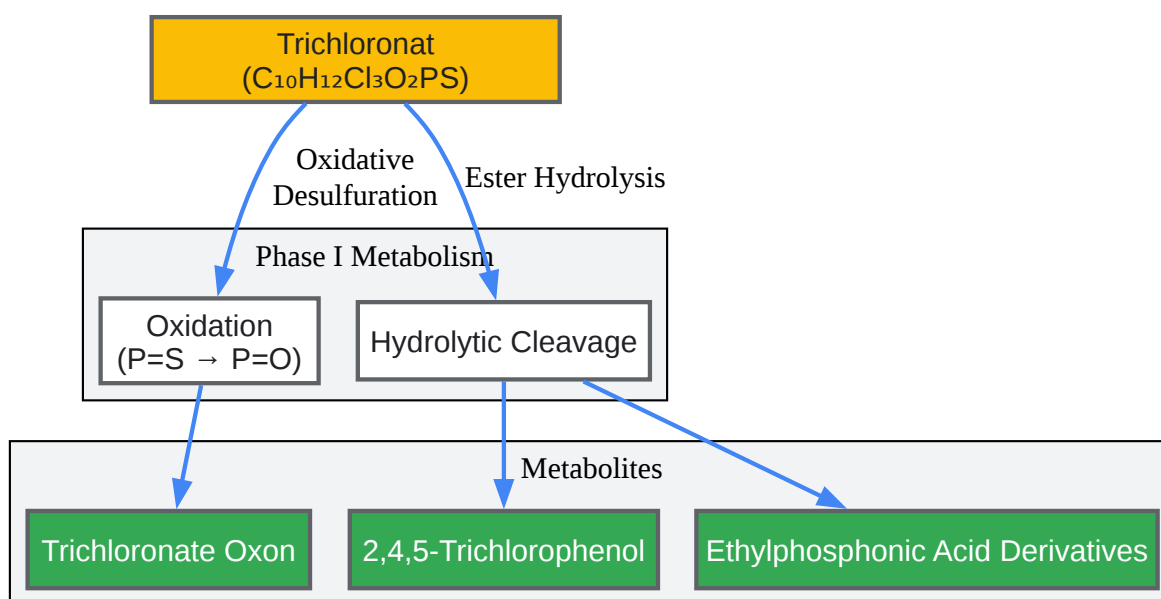 Trichloronat
(C₁₀H₁₂Cl₃O₂PS)
Oxidative
Desulfuration
Ester Hydrolysis
Phase I Metabolism
Oxidation
(P=S → P=O)
Hydrolytic Cleavage
Metabolites
Trichloronate Oxon
2,4,5-Trichlorophenol
Ethylphosphonic Acid Derivatives